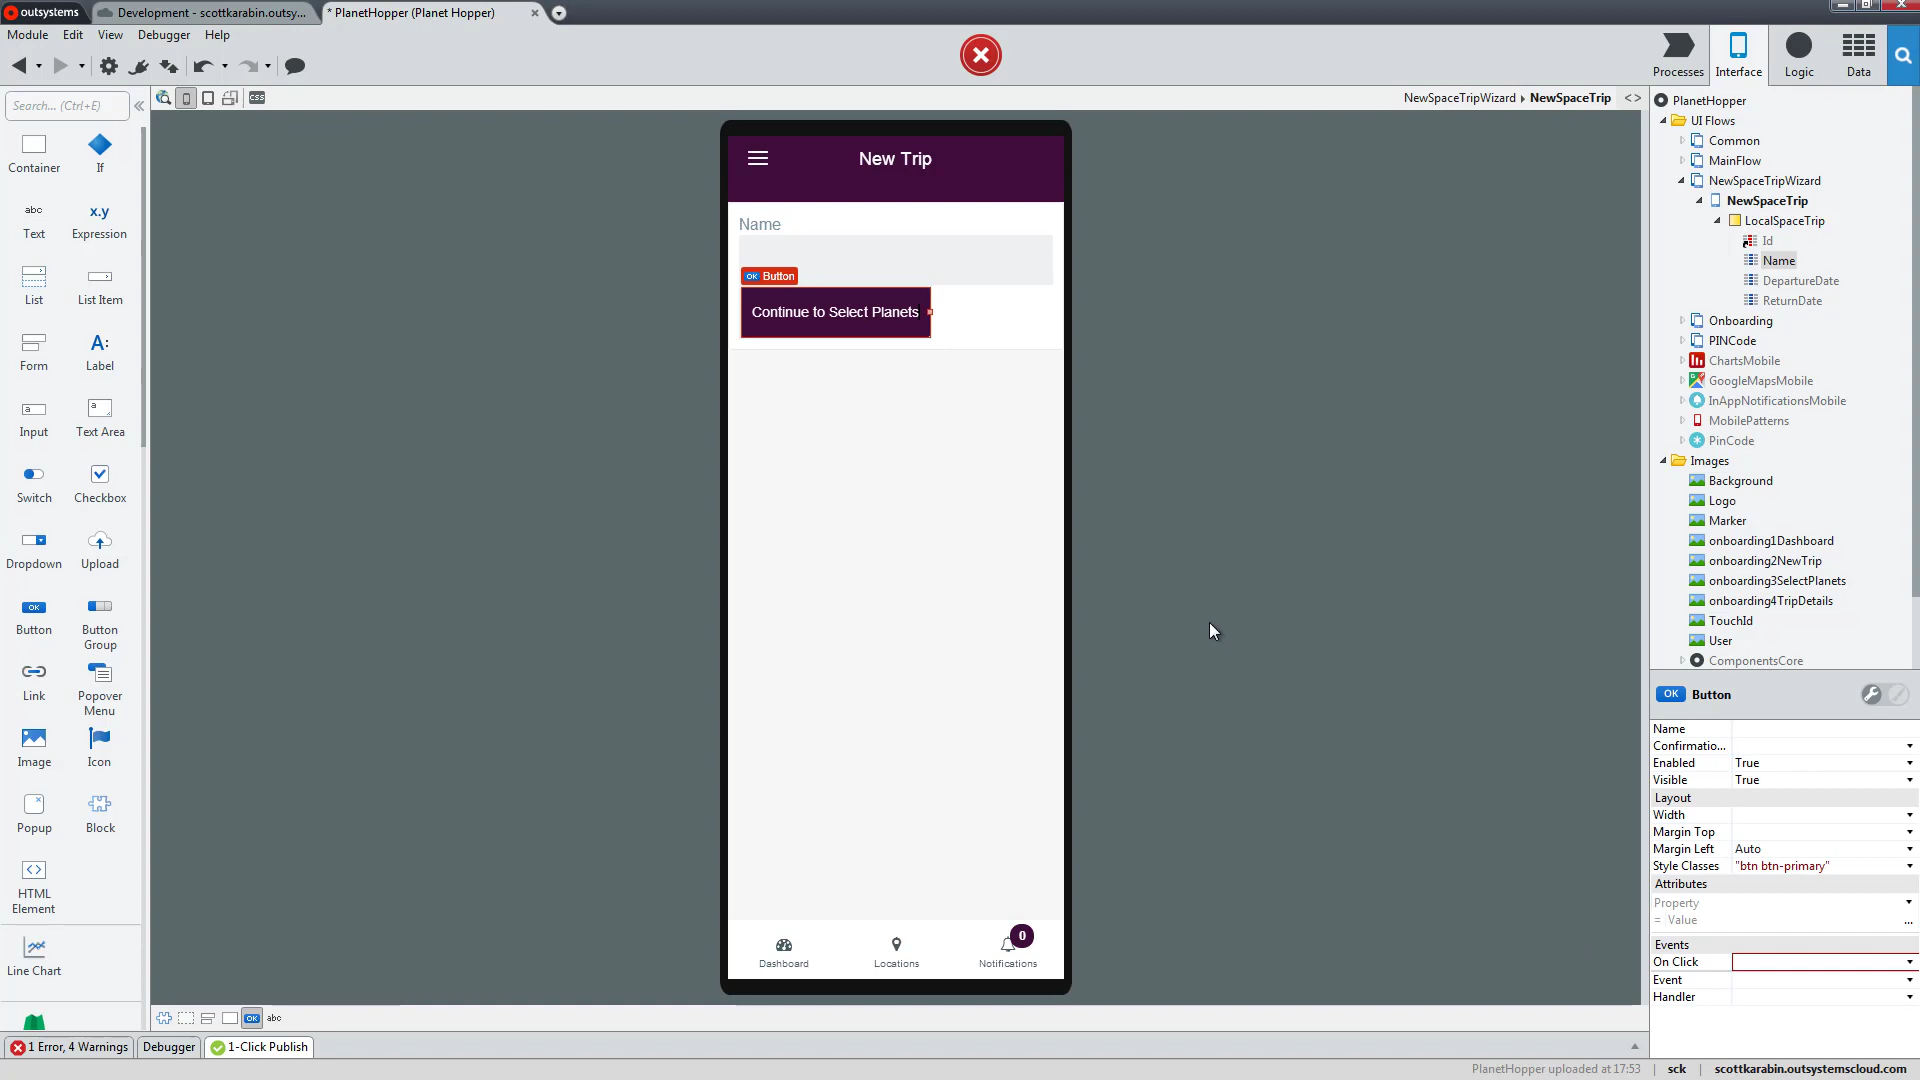 outsystems
Development - scottkarabin.outsy...
* PlanetHopper (Planet Hopper)
Module Edit View Debugger Help
Processes Interface Logic Data
Search... (Ctrl+E)
CSS
NewSpaceTripWizard NewSpaceTrip <>
Container If
abc x.y
Text Expression
List List Item
A:
Form Label
a a
Input Text Area
Switch Checkbox
Dropdown Upload
OK
Button Button Group
Link Popover Menu
Image Icon
Popup Block
HTML Element
Line Chart
New Trip
Name
OK Button
Continue to Select Planets
0
Dashboard Locations Notifications
OK abc
PlanetHopper
UI Flows
Common
MainFlow
NewSpaceTripWizard
NewSpaceTrip
LocalSpaceTrip
Id
Name
DepartureDate
ReturnDate
Onboarding
PINCode
ChartsMobile
GoogleMapsMobile
InAppNotificationsMobile
MobilePatterns
PinCode
Images
Background
Logo
Marker
onboarding1Dashboard
onboarding2NewTrip
onboarding3SelectPlanets
onboarding4TripDetails
TouchId
User
ComponentsCore
OK Button
Name
Confirmatio...
Enabled True
Visible True
Layout
Width
Margin Top
Margin Left Auto
Style Classes "btn btn-primary"
Attributes
Property
= Value ...
Events
On Click
Event
Handler
1 Error, 4 Warnings Debugger 1-Click Publish
PlanetHopper uploaded at 17:53 sck scottkarabin.outsystemscloud.com